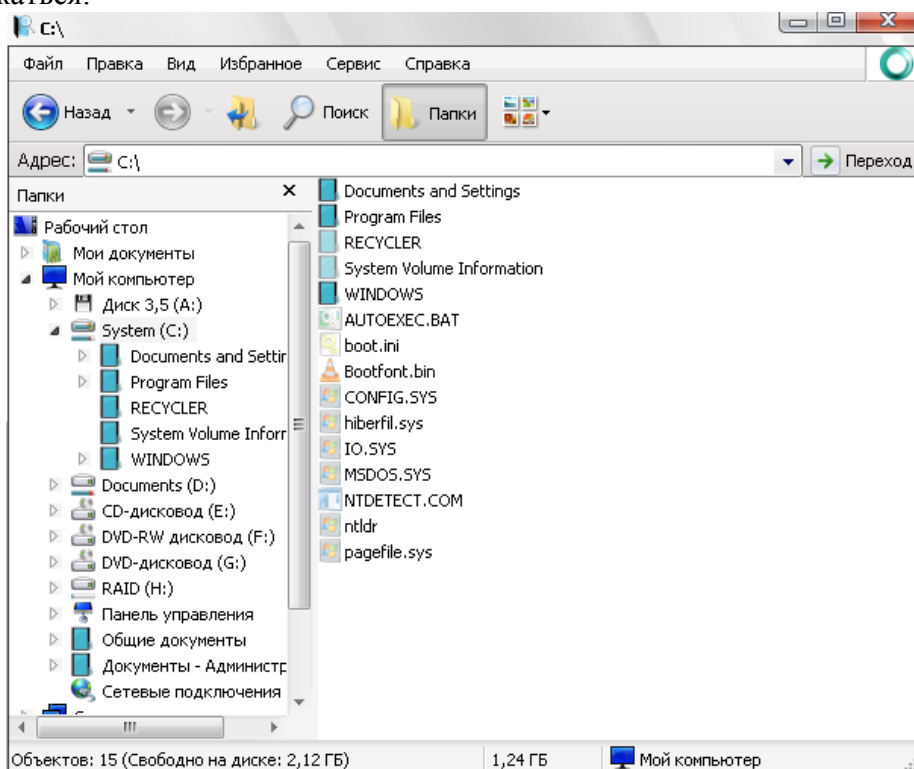 C:\
Файл Правка Вид Избранное Сервис Справка
Назад Поиск Папки
Адрес: C:\ Переход
Папки
Рабочий стол
Мои документы
Мой компьютер
Диск 3,5 (A:)
System (C:)
Documents and Settin
Program Files
RECYCLER
System Volume Inforr
WINDOWS
Documents (D:)
CD-дисковод (E:)
DVD-RW дисковод (F:)
DVD-дисковод (G:)
RAID (H:)
Панель управления
Общие документы
Документы - Администр
Сетевые подключения
Documents and Settings
Program Files
RECYCLER
System Volume Information
WINDOWS
AUTOEXEC.BAT
boot.ini
Bootfont.bin
CONFIG.SYS
hiberfil.sys
IO.SYS
MSDOS.SYS
NTDETECT.COM
ntldr
pagefile.sys
Объектов: 15 (Свободно на диске: 2,12 ГБ) 1,24 ГБ Мой компьютер